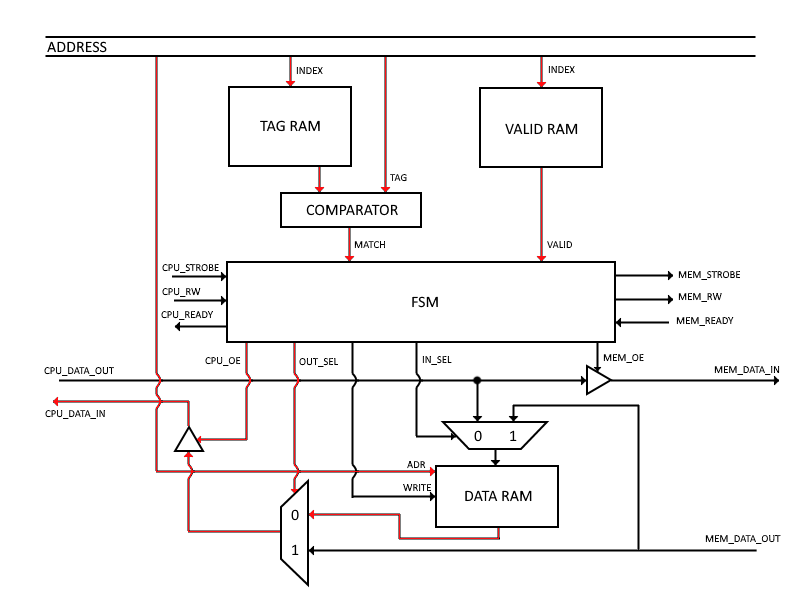 ADDRESS
INDEX
INDEX
TAG RAM
VALID RAM
TAG
COMPARATOR
MATCH
VALID
CPU_STROBE
MEM_STROBE
CPU_RW
MEM_RW
FSM
CPU_READY
MEM_READY
CPU_OE
OUT_SEL
IN_SEL
MEM_OE
CPU_DATA_OUT
MEM_DATA_IN
CPU_DATA_IN
0
1
ADR
WRITE
DATA RAM
0
1
MEM_DATA_OUT